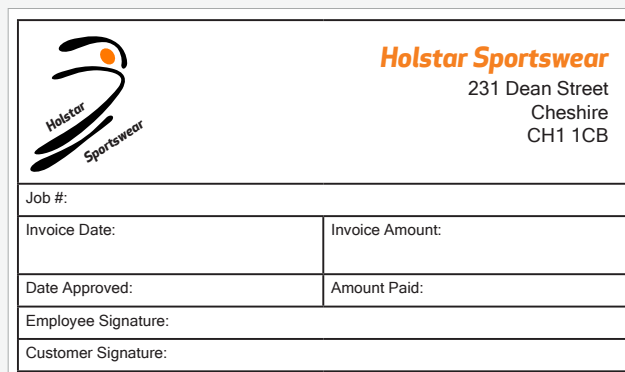 Holstar
Sportswear
Holstar Sportswear
231 Dean Street
Cheshire
CH1 1CB
Job #:
Invoice Date:
Invoice Amount:
Date Approved:
Amount Paid:
Employee Signature:
Customer Signature: